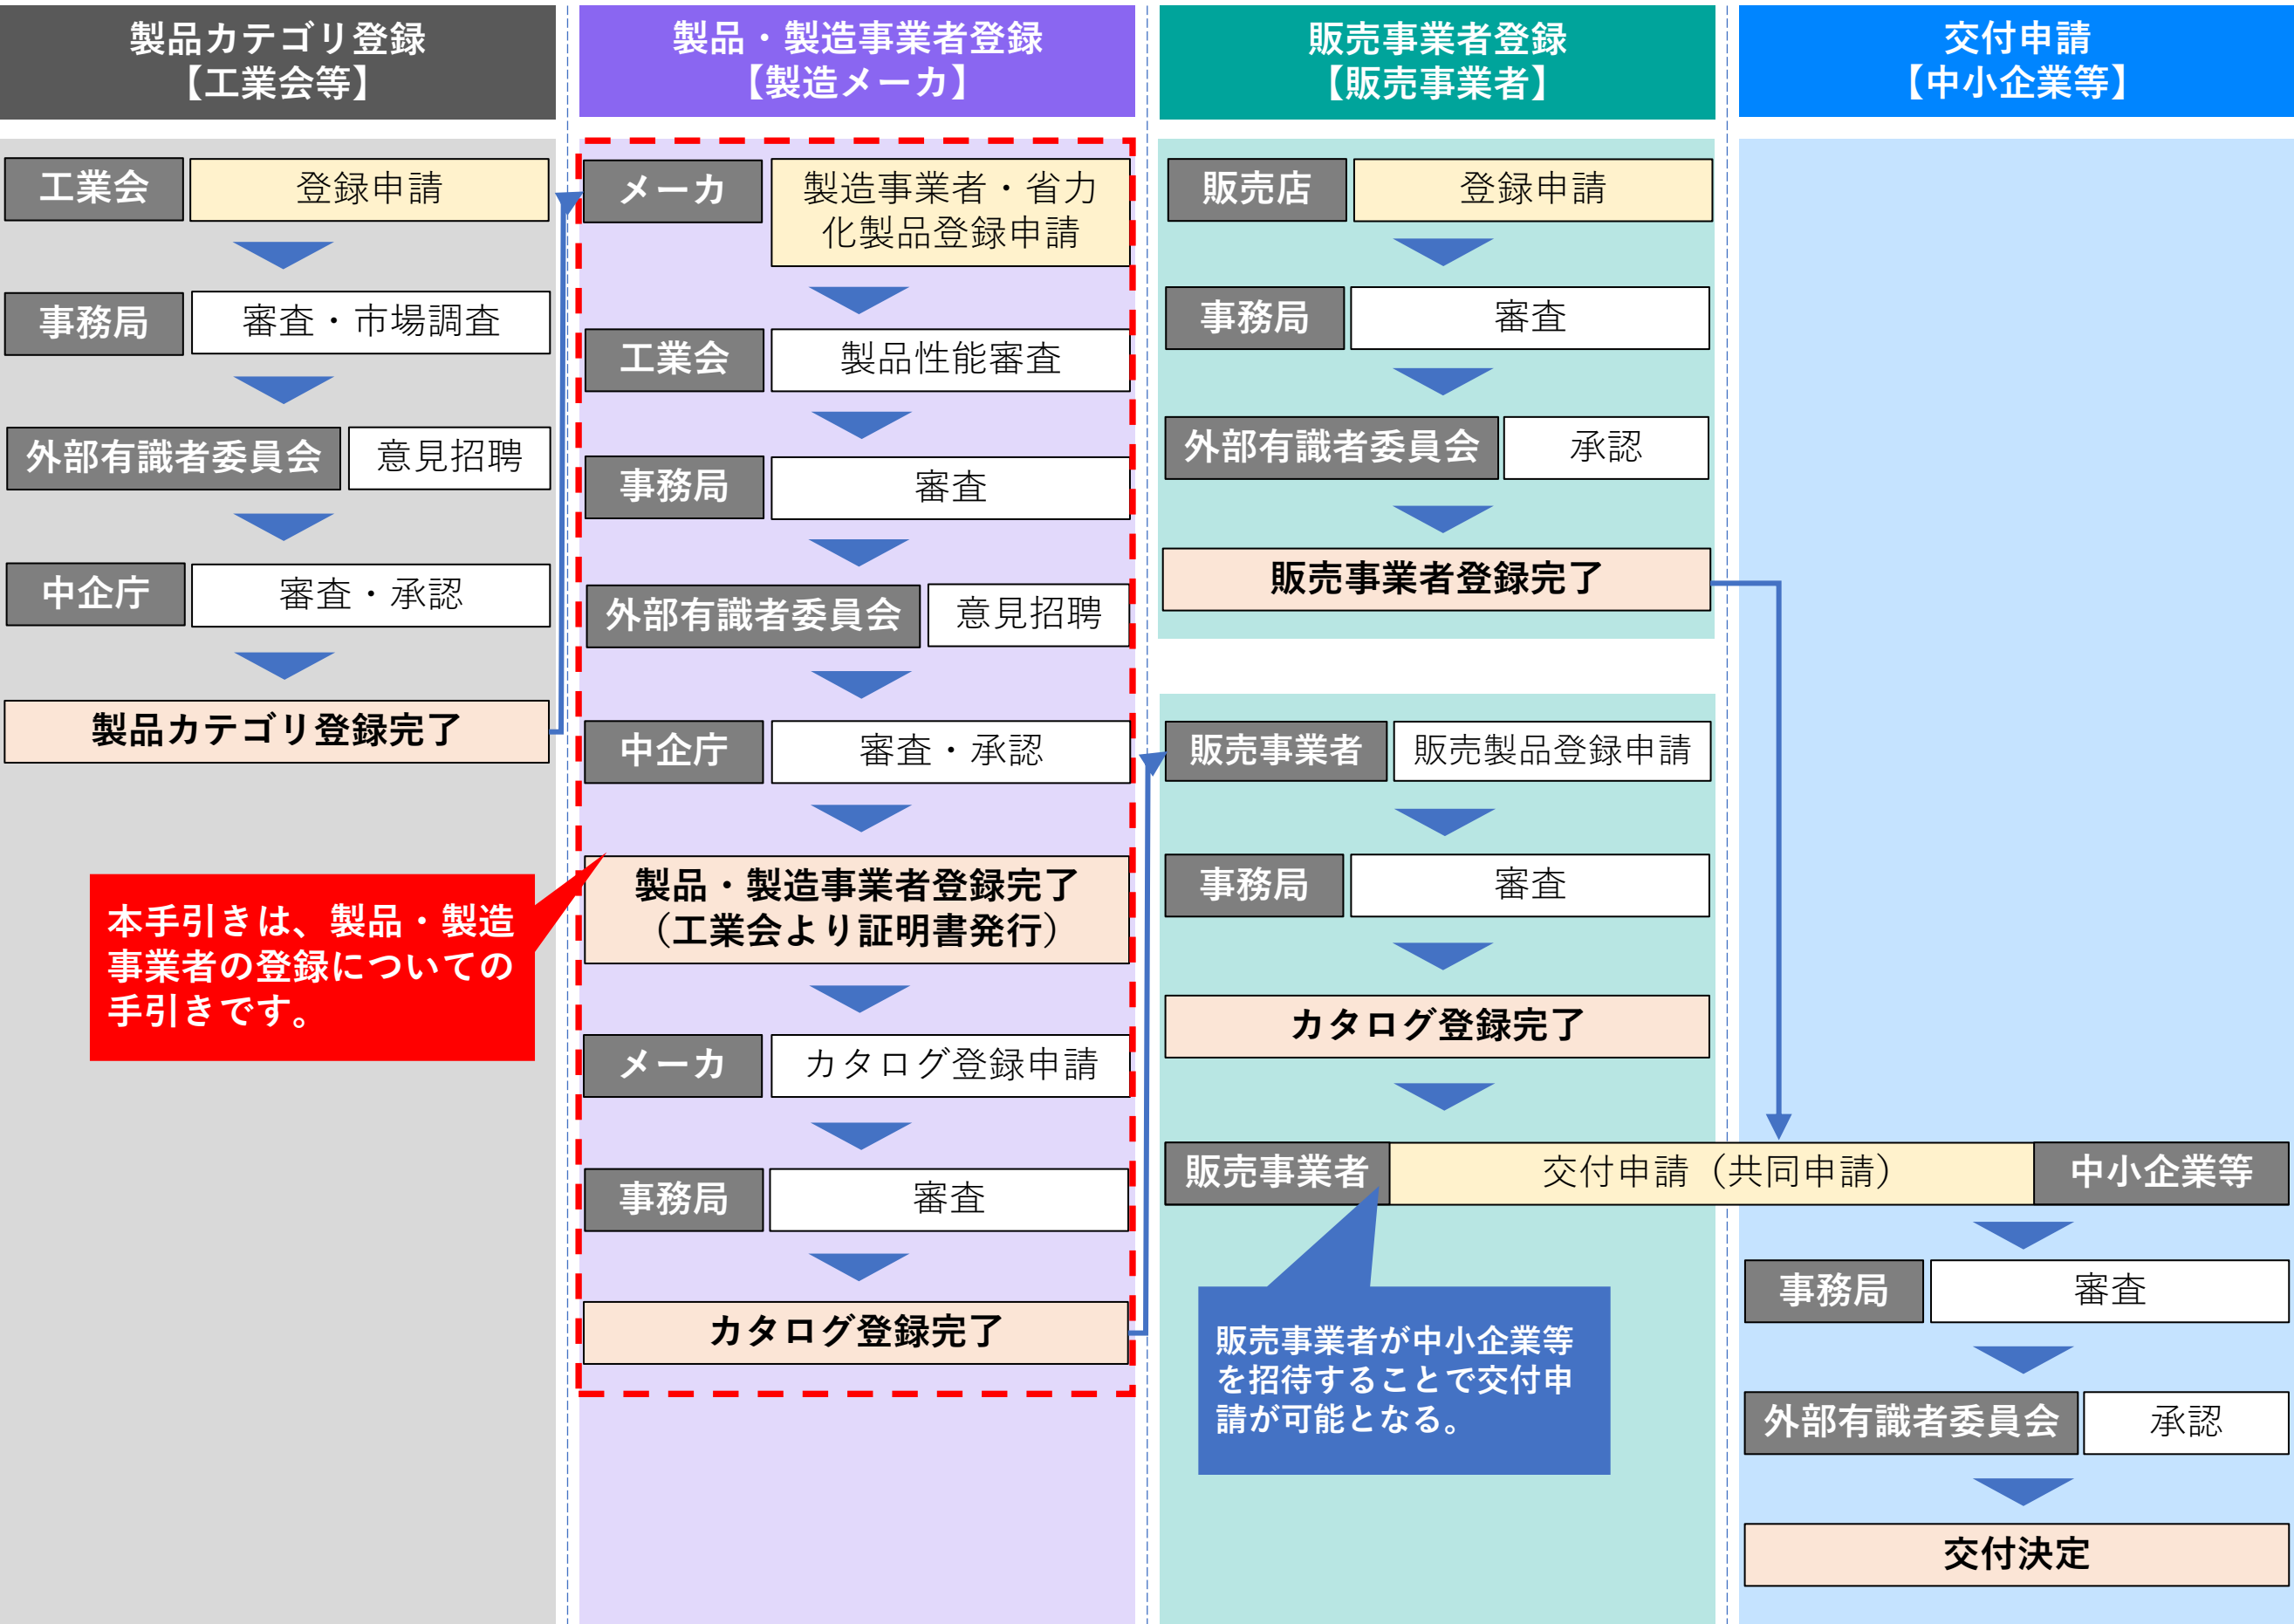 製品カテゴリ登録
【工業会等】
工業会
登録申請
事務局
審査・市場調査
外部有識者委員会
意見招聘
中企庁
審査・承認
製品カテゴリ登録完了
本手引きは、製品・製造
事業者の登録についての
手引きです。
製品・製造事業者登録
【製造メーカ】
メーカ
製造事業者・省力
化製品登録申請
工業会
製品性能審査
事務局
審査
外部有識者委員会
意見招聘
中企庁
審査・承認
製品・製造事業者登録完了
（工業会より証明書発行）
メーカ
カタログ登録申請
事務局
審査
カタログ登録完了
販売事業者登録
【販売事業者】
販売店
登録申請
事務局
審査
外部有識者委員会
承認
販売事業者登録完了
販売事業者
販売製品登録申請
事務局
審査
カタログ登録完了
販売事業者
交付申請（共同申請）
中小企業等
販売事業者が中小企業等
を招待することで交付申
請が可能となる。
交付申請
【中小企業等】
事務局
審査
外部有識者委員会
承認
交付決定